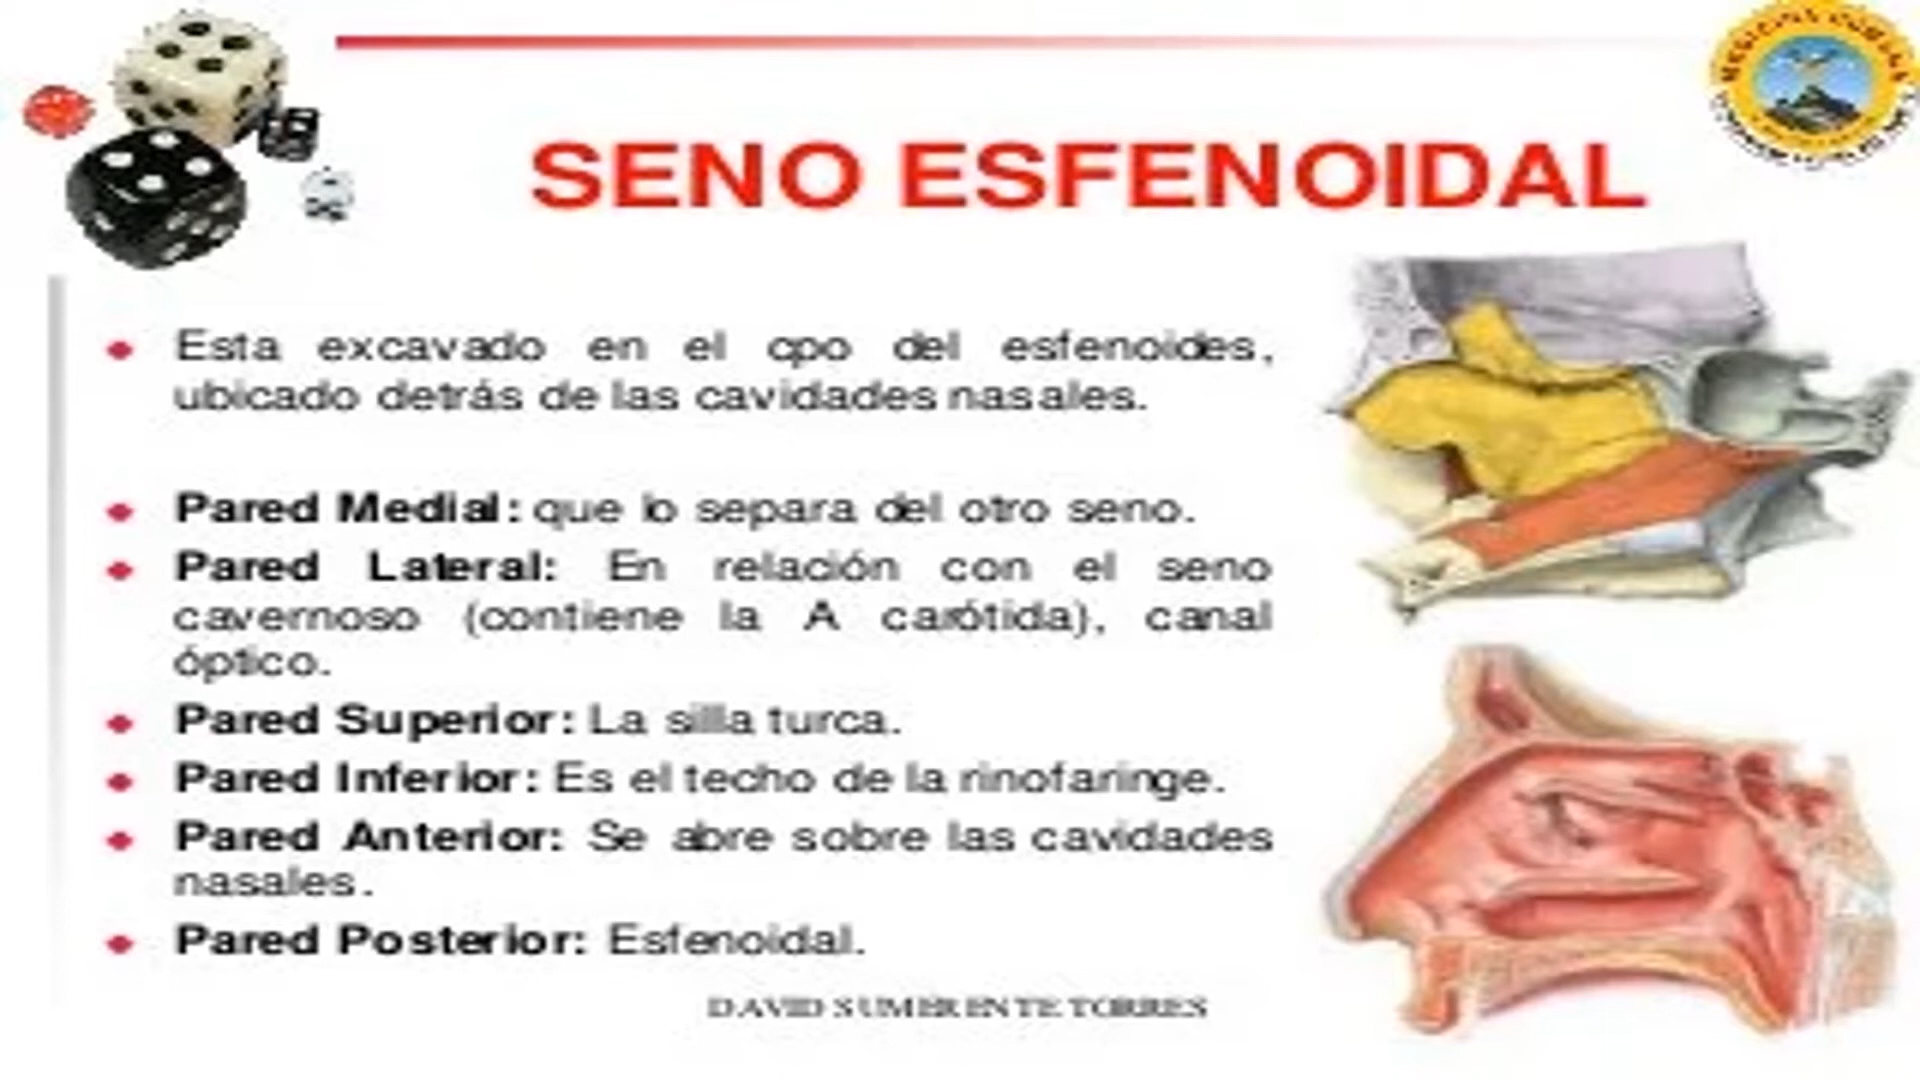 SENO ESFENOIDAL
Esta excavado en el cpo del esfenoides,
ubicado detrás de las cavidades nasales.
Pared Medial: que lo separa del otro seno.
Pared Lateral: En relación con el seno
cavernoso (contiene la A carótida), canal
óptico.
Pared Superior: La silla turca.
Pared Inferior: Es el techo de la rinofaringe.
Pared Anterior: Se abre sobre las cavidades
nasales.
Pared Posterior: Esfenoidal.
DAVID SUMERENTE TORRES